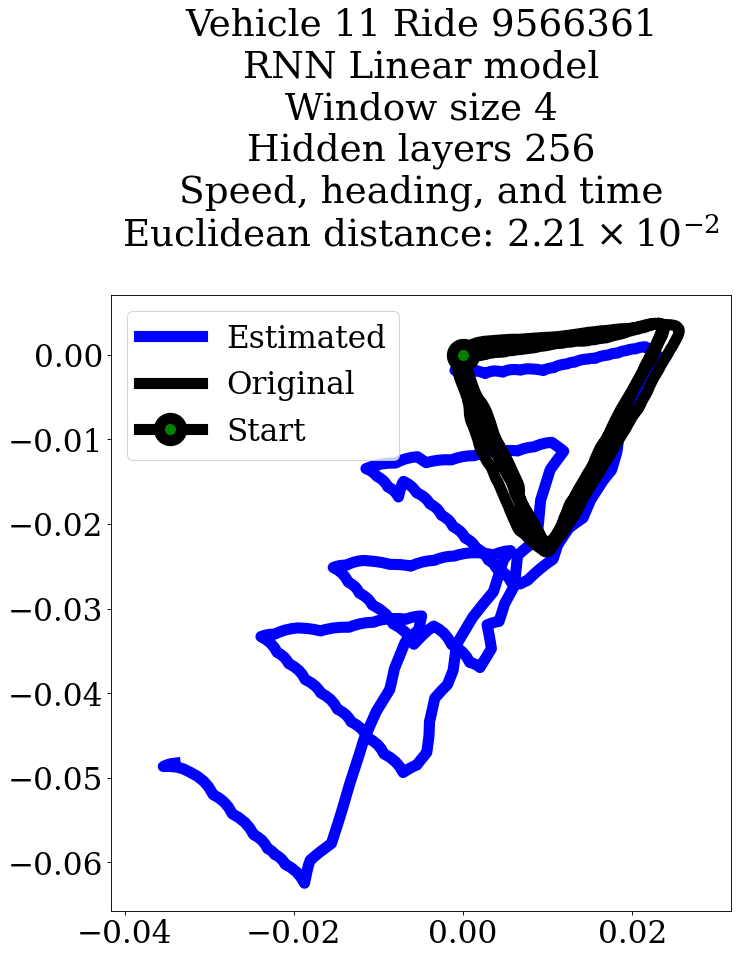 Vehicle 11 Ride 9566361
RNN Linear model
Window size 4
Hidden layers 256
Speed, heading, and time
Euclidean distance: 2.21 × 10⁻²
Estimated
Original
Start
0.00
−0.01
−0.02
−0.03
−0.04
−0.05
−0.06
−0.04 −0.02 0.00 0.02